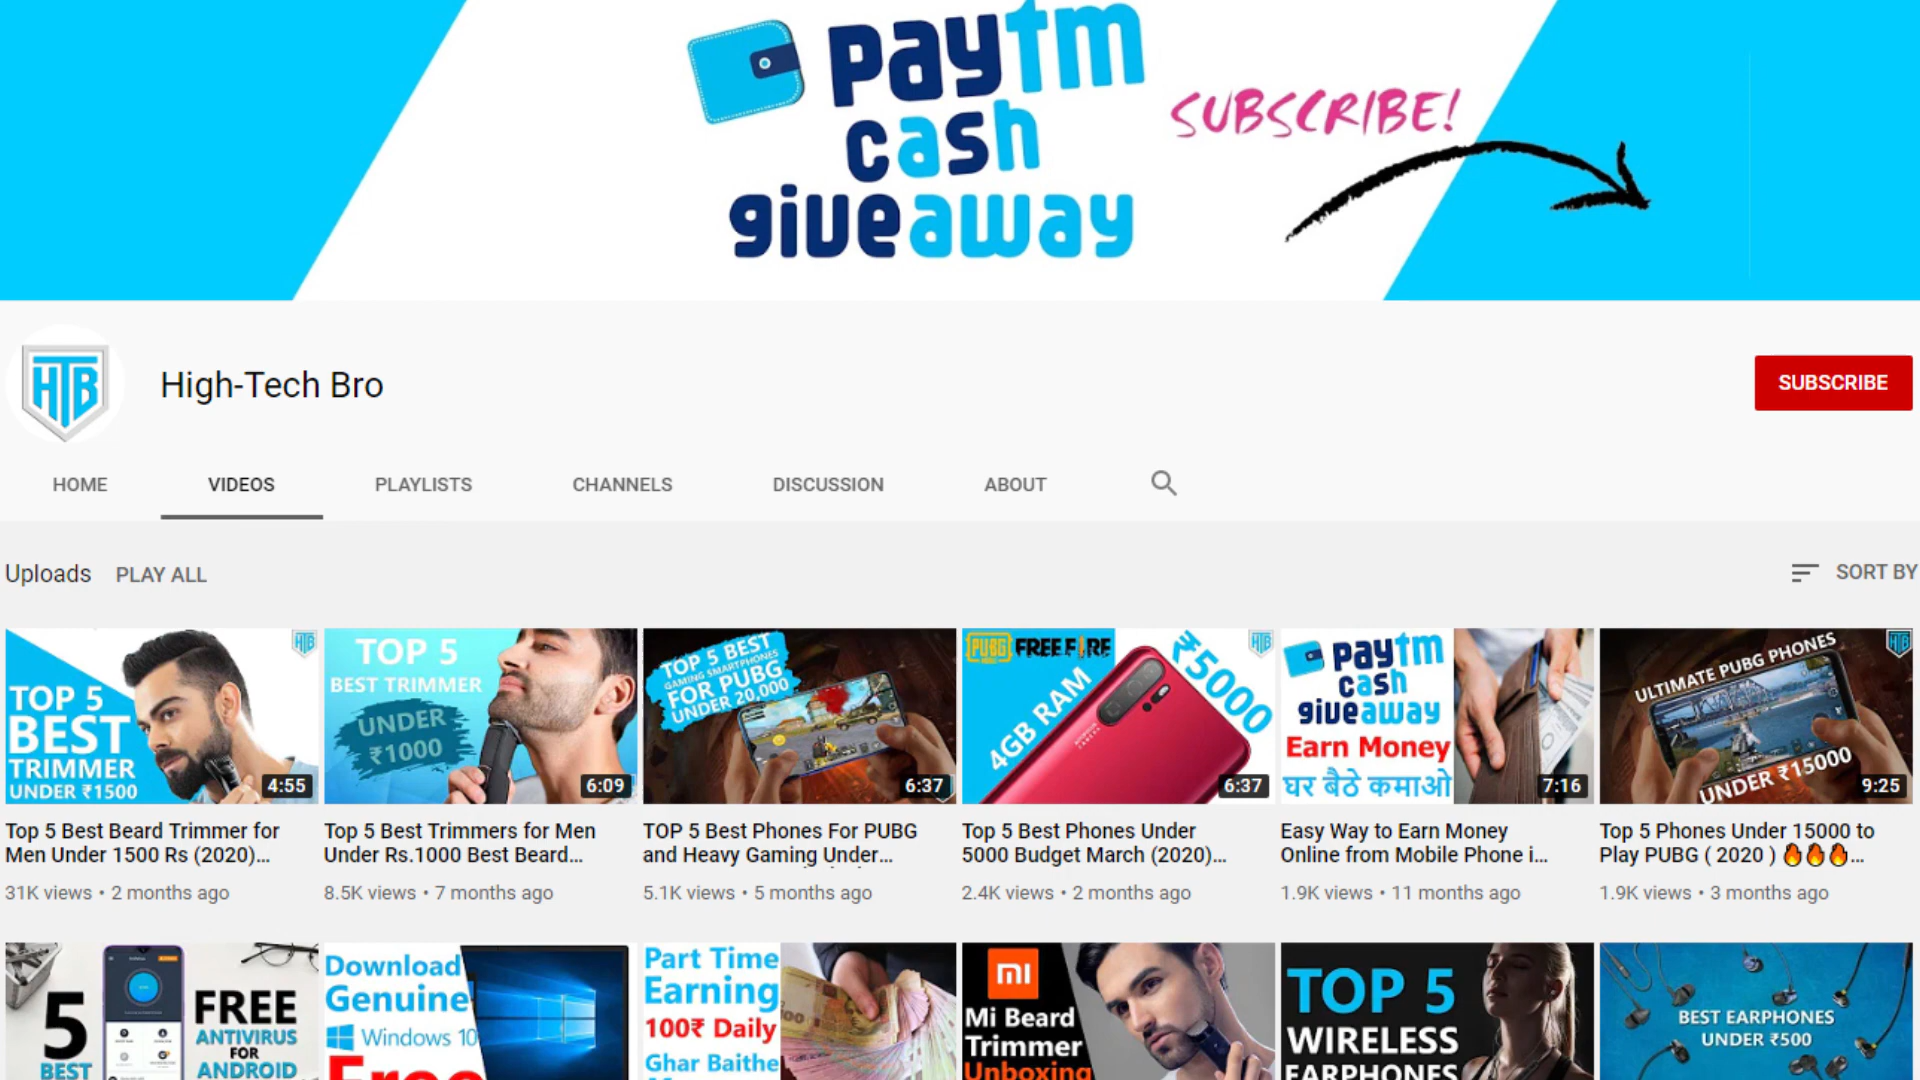 paytm
cash
giveaway
SUBSCRIBE!
HTB
High-Tech Bro
SUBSCRIBE
HOME
VIDEOS
PLAYLISTS
CHANNELS
DISCUSSION
ABOUT
Uploads
PLAY ALL
SORT BY
HTB
TOP 5
BEST
TRIMMER
UNDER ₹1500
4:55
TOP 5
BEST TRIMMER
UNDER
₹1000
6:09
TOP 5 BEST
GAMING SMARTPHONES
FOR PUBG
UNDER 20,000
6:37
PUBG FREE FIRE
HTB
4GB RAM
₹5000
6:37
paytm
cash
giveaway
Earn Money
घर बैठे कमाओ
7:16
HTB
ULTIMATE PUBG PHONES
UNDER ₹15000
9:25
Top 5 Best Beard Trimmer for
Men Under 1500 Rs (2020)...
31K views • 2 months ago
Top 5 Best Trimmers for Men
Under Rs.1000 Best Beard...
8.5K views • 7 months ago
TOP 5 Best Phones For PUBG
and Heavy Gaming Under...
5.1K views • 5 months ago
Top 5 Best Phones Under
5000 Budget March (2020)...
2.4K views • 2 months ago
Easy Way to Earn Money
Online from Mobile Phone i...
1.9K views • 11 months ago
Top 5 Phones Under 15000 to
Play PUBG ( 2020 ) 🔥🔥🔥...
1.9K views • 3 months ago
5
BEST
FREE
ANTIVIRUS
FOR
ANDROID
Download
Genuine
Windows 10
Free
Part Time
Earning
100₹ Daily
Ghar Baithe
mi
Mi Beard
Trimmer
Unboxing
TOP 5
WIRELESS
EARPHONES
BEST EARPHONES
UNDER ₹500